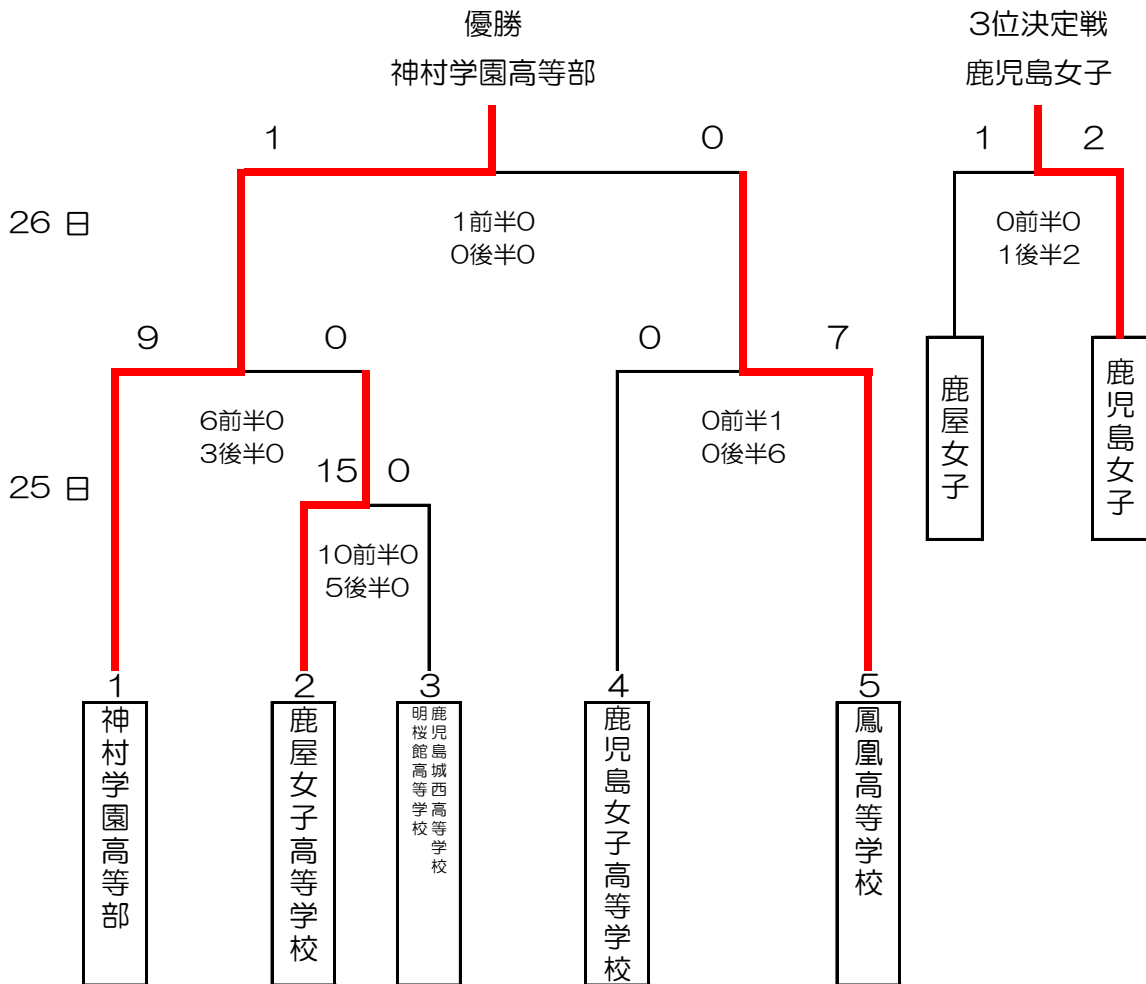 優勝
神村学園高等部
3位決定戦
鹿児島女子
1
0
1
2
26 日
1前半0
0後半0
0前半0
1後半2
9
0
0
7
鹿屋女子
鹿児島女子
6前半0
3後半0
0前半1
0後半6
25 日
15
0
10前半0
5後半0
1
2
3
4
5
神村学園高等部
鹿屋女子高等学校
鹿児島城西高等学校
明桜館高等学校
鹿児島女子高等学校
鳳凰高等学校